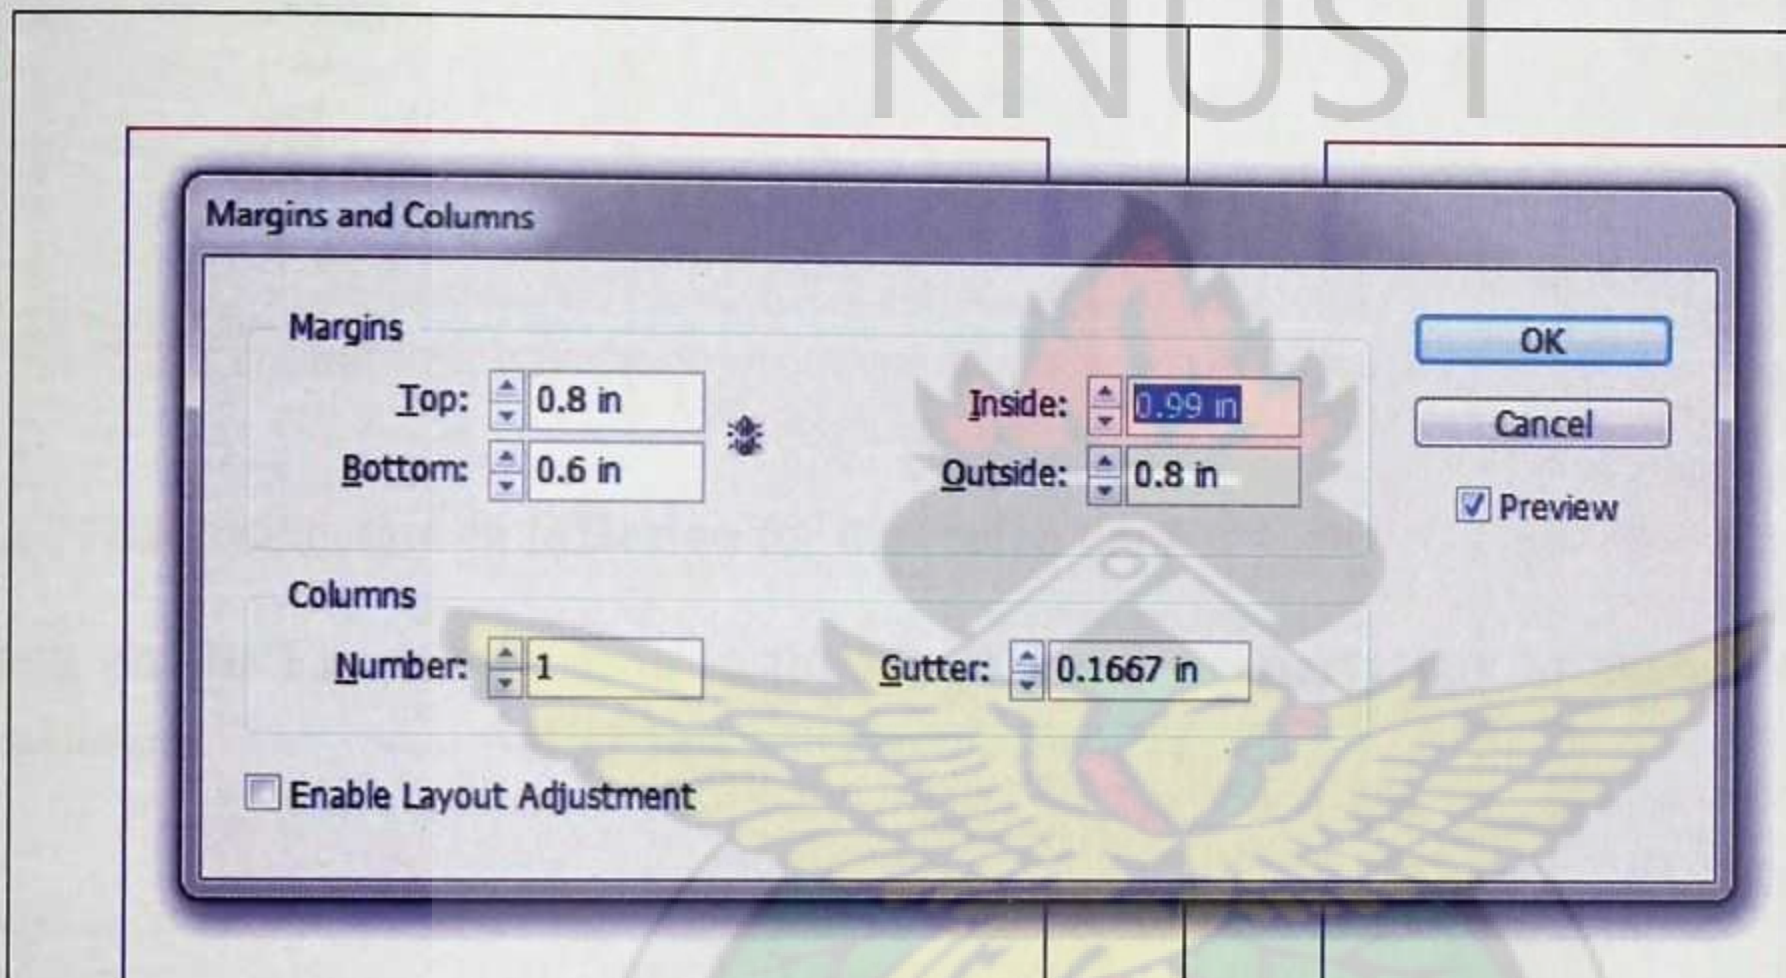 KNUST
Margins and Columns
Margins
Top: 0.8 in
Inside: 0.99 in
OK
Bottom: 0.6 in
Outside: 0.8 in
Cancel
Preview
Columns
Number: 1
Gutter: 0.1667 in
Enable Layout Adjustment